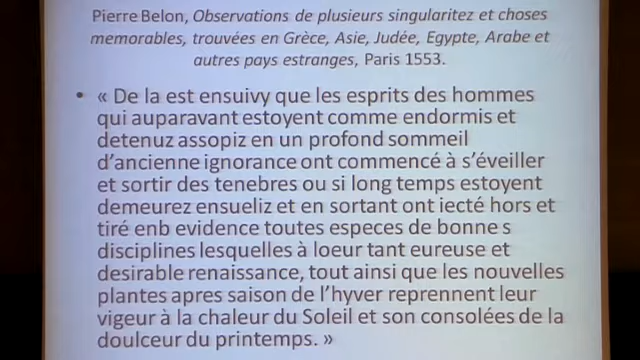 Pierre Belon, Observations de plusieurs singularitez et choses
memorables, trouvées en Grèce, Asie, Judée, Egypte, Arabe et
autres pays estranges, Paris 1553.
• « De la est ensuivy que les esprits des hommes
qui auparavant estoyent comme endormis et
detenuz assopiz en un profond sommeil
d'ancienne ignorance ont commencé à s'éveiller
et sortir des tenebres ou si long temps estoyent
demeurez ensueliz et en sortant ont iecté hors et
tiré enb evidence toutes especes de bonne s
disciplines lesquelles à loeur tant eureuse et
desirable renaissance, tout ainsi que les nouvelles
plantes apres saison de l'hyver reprennent leur
vigeur à la chaleur du Soleil et son consolées de la
doulceur du printemps. »